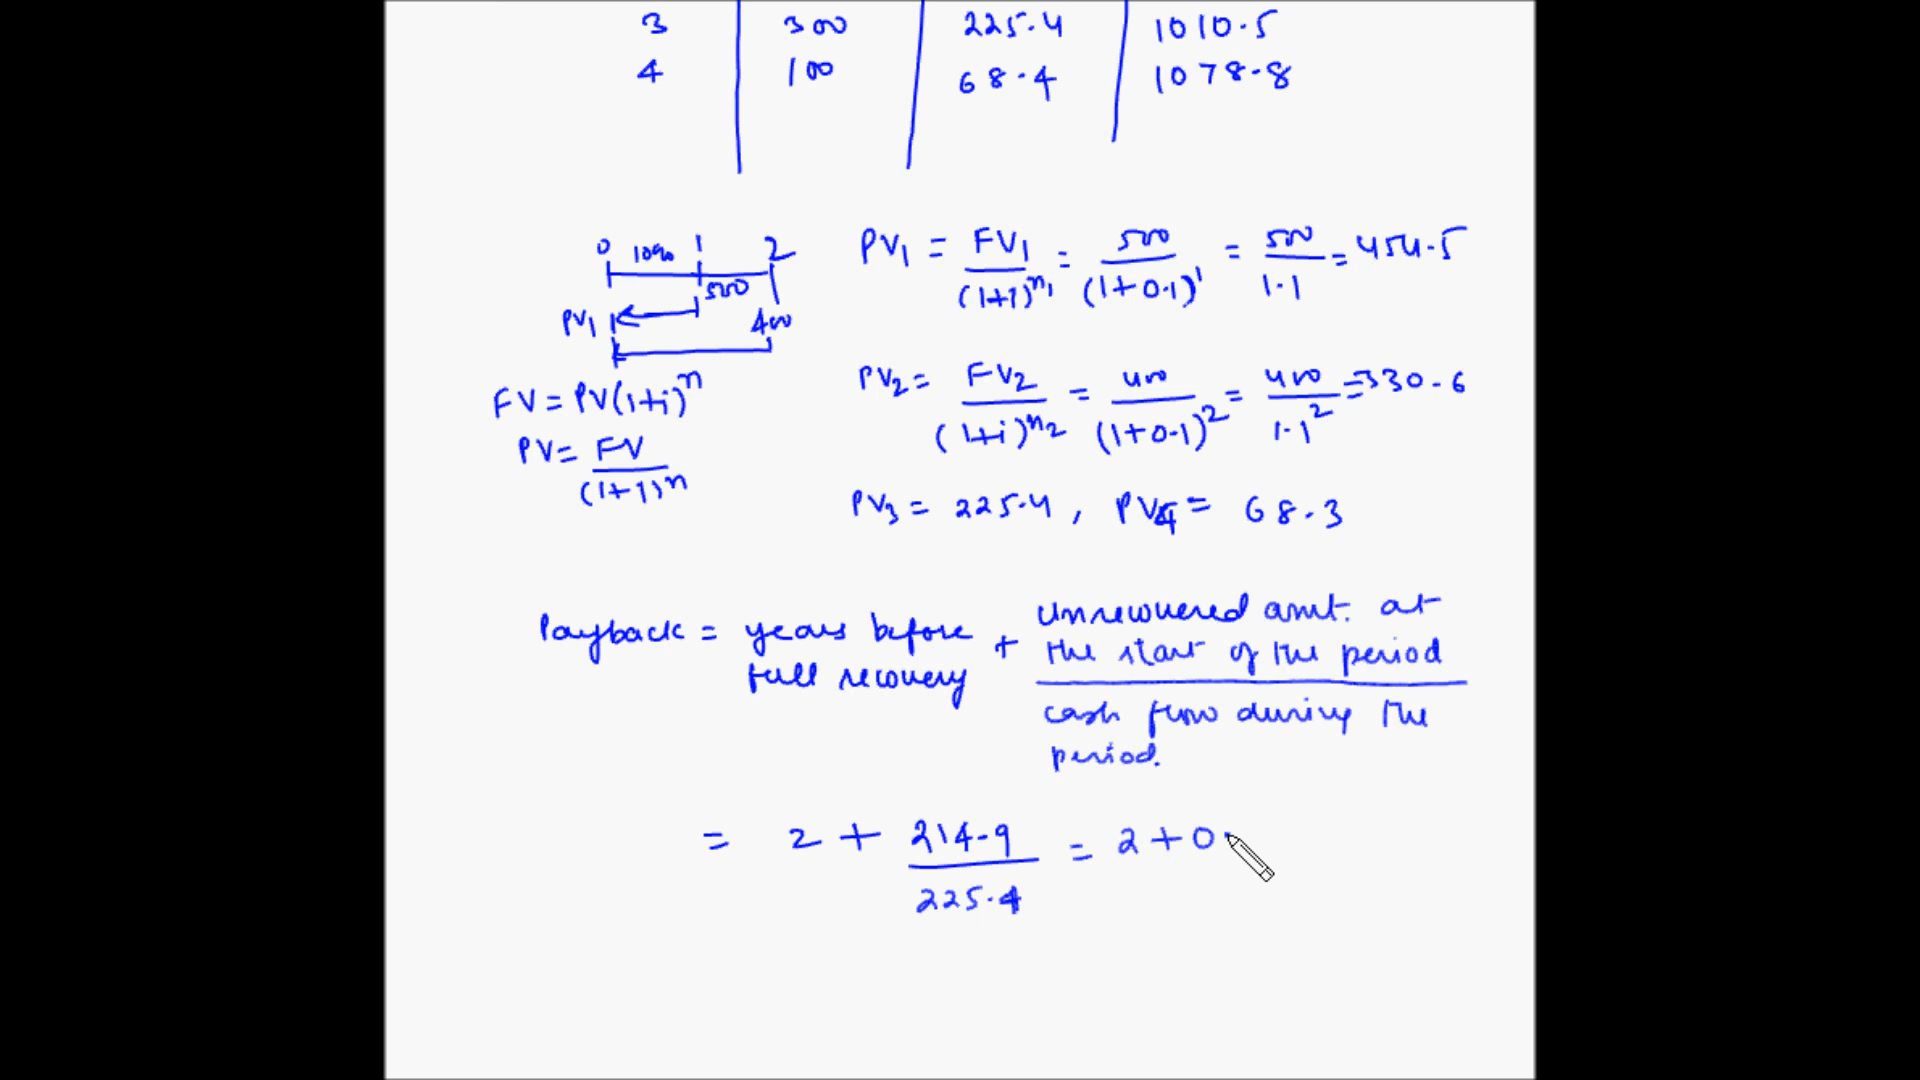 3 300 225.4 1010.5
4 100 68.4 1078.8
0 10% 1 2
500
PV1 400
FV = PV(1+i)^n
PV = FV / (1+i)^n
PV1 = FV1 / (1+i)^n1 = 500 / (1+0.1)^1 = 500 / 1.1 = 454.5
PV2 = FV2 / (1+i)^n2 = 400 / (1+0.1)^2 = 400 / 1.1^2 = 330.6
PV3 = 225.4, PV4 = 68.3
Payback = years before full recovery + unrecovered amt. at the start of the period / cash flow during the period.
= 2 + 214.9 / 225.4 = 2 + 0.